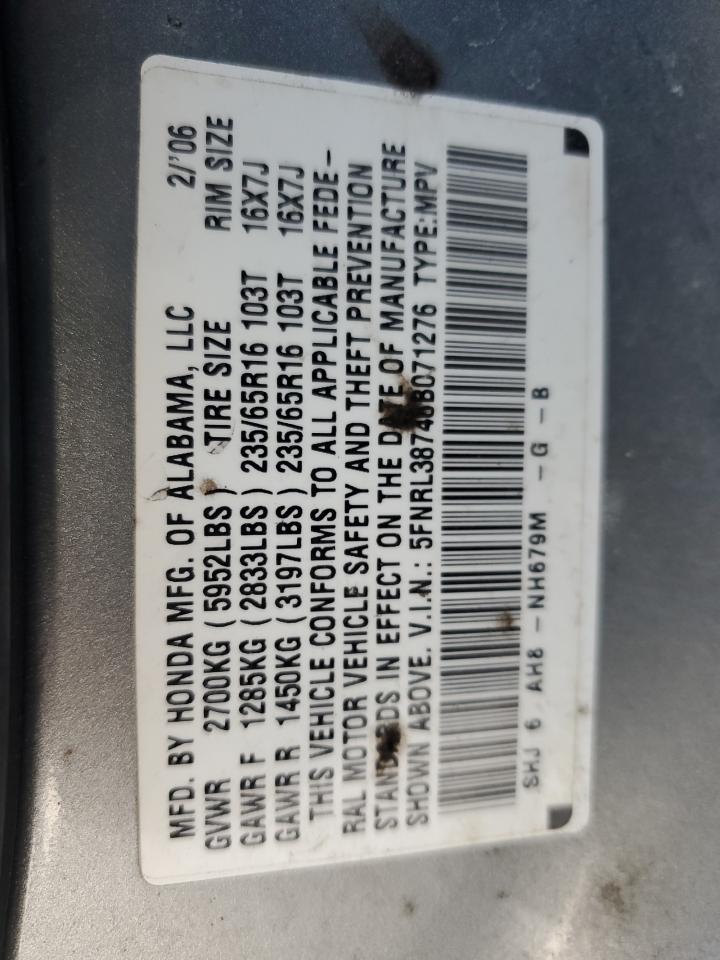 MFD. BY HONDA MFG. OF ALABAMA, LLC 2/'06
GVWR 2700KG ( 5952LBS ) TIRE SIZE RIM SIZE
GAWR F 1285KG ( 2833LBS ) 235/65R16 103T 16X7J
GAWR R 1450KG ( 3197LBS ) 235/65R16 103T 16X7J
THIS VEHICLE CONFORMS TO ALL APPLICABLE FEDE-
RAL MOTOR VEHICLE SAFETY AND THEFT PREVENTION
STANDARDS IN EFFECT ON THE DATE OF MANUFACTURE
SHOWN ABOVE. V.I.N.: 5FNRL38746B071276 TYPE:MPV
SHJ 6 AH8 -NH679M -G -B